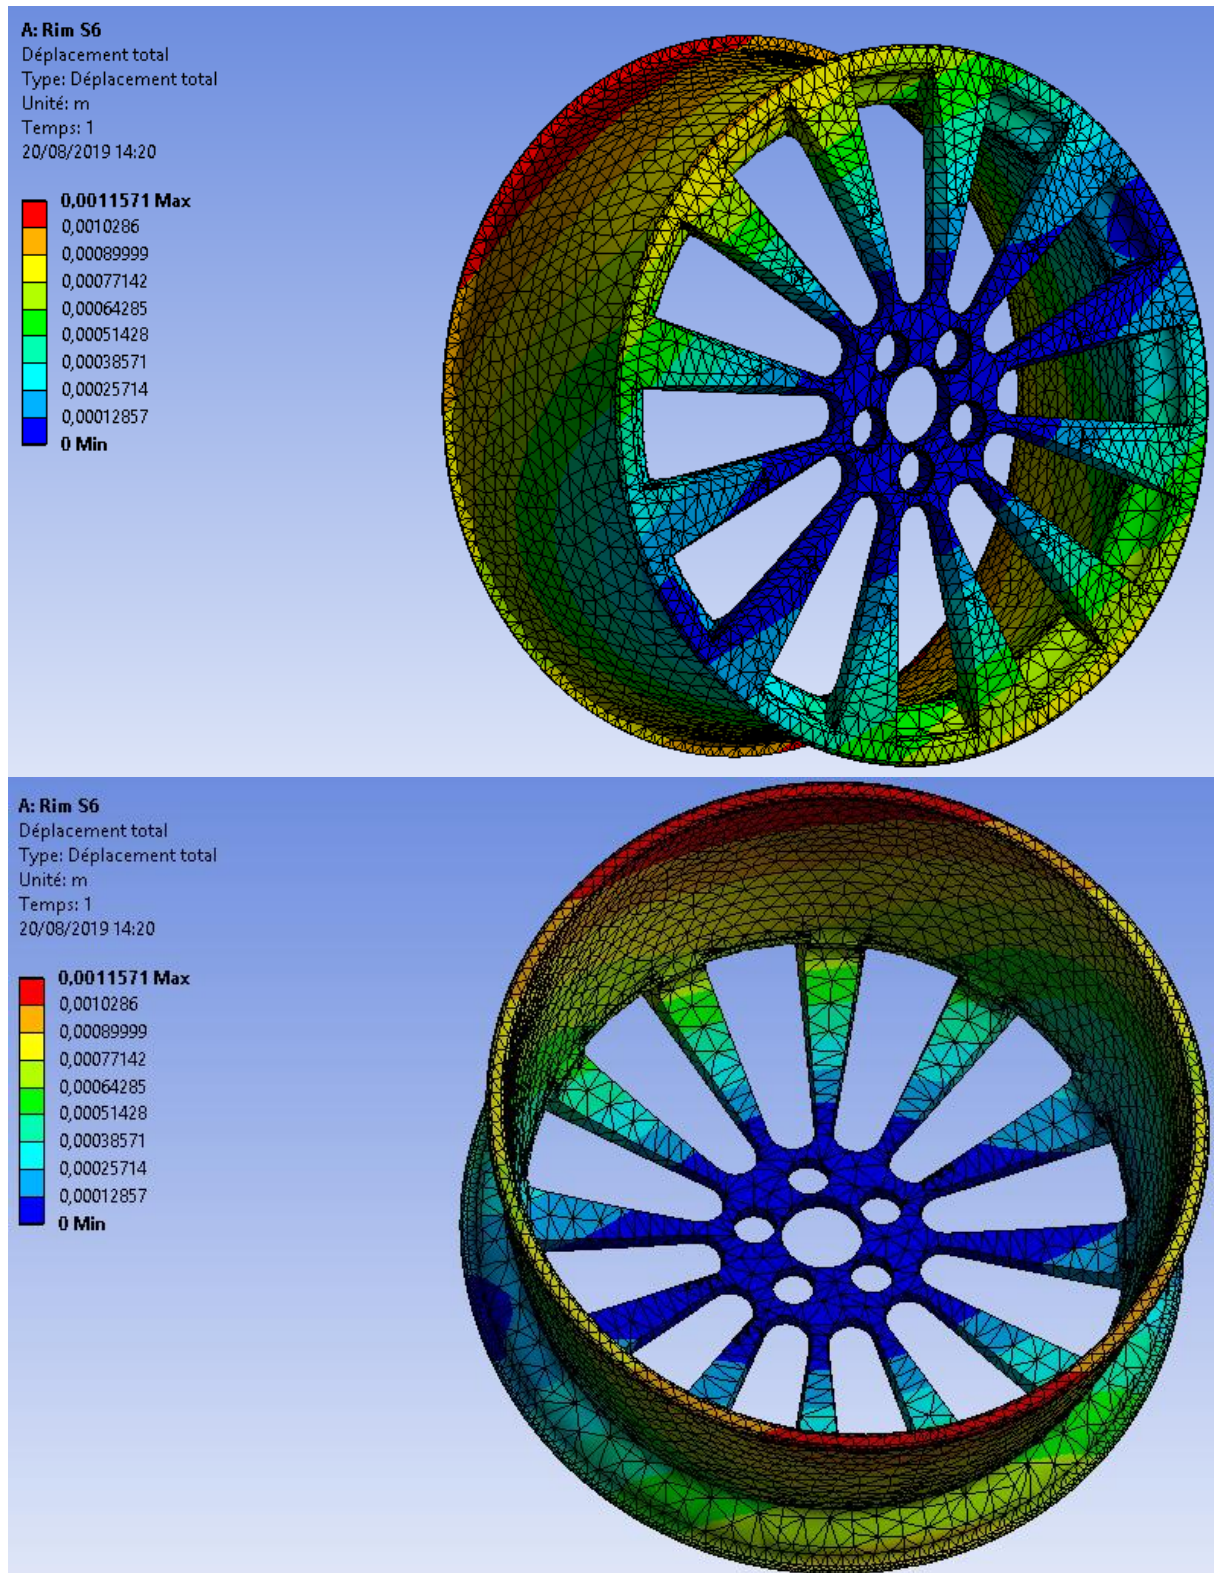 A: Rim S6
Déplacement total
Type: Déplacement total
Unité: m
Temps: 1
20/08/2019 14:20
0,0011571 Max
0,0010286
0,00089999
0,00077142
0,00064285
0,00051428
0,00038571
0,00025714
0,00012857
0 Min
A: Rim S6
Déplacement total
Type: Déplacement total
Unité: m
Temps: 1
20/08/2019 14:20
0,0011571 Max
0,0010286
0,00089999
0,00077142
0,00064285
0,00051428
0,00038571
0,00025714
0,00012857
0 Min